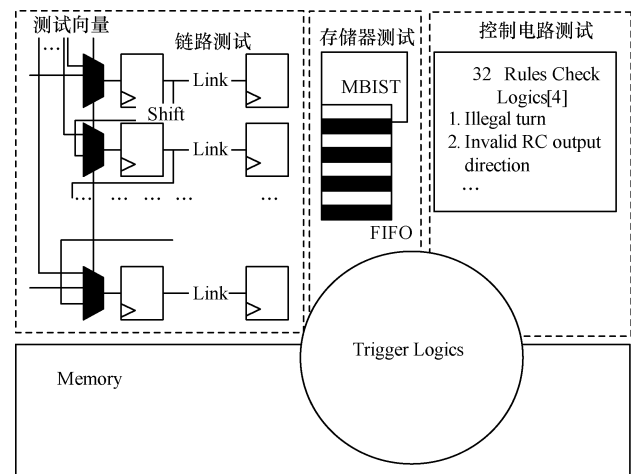 测试向量
链路测试
存储器测试
控制电路测试
...
Link
Shift
Link
... ... ... ... ...
Link
MBIST
FIFO
32 Rules Check
Logics[4]
1. Illegal turn
2. Invalid RC output
direction
...
Trigger Logics
Memory